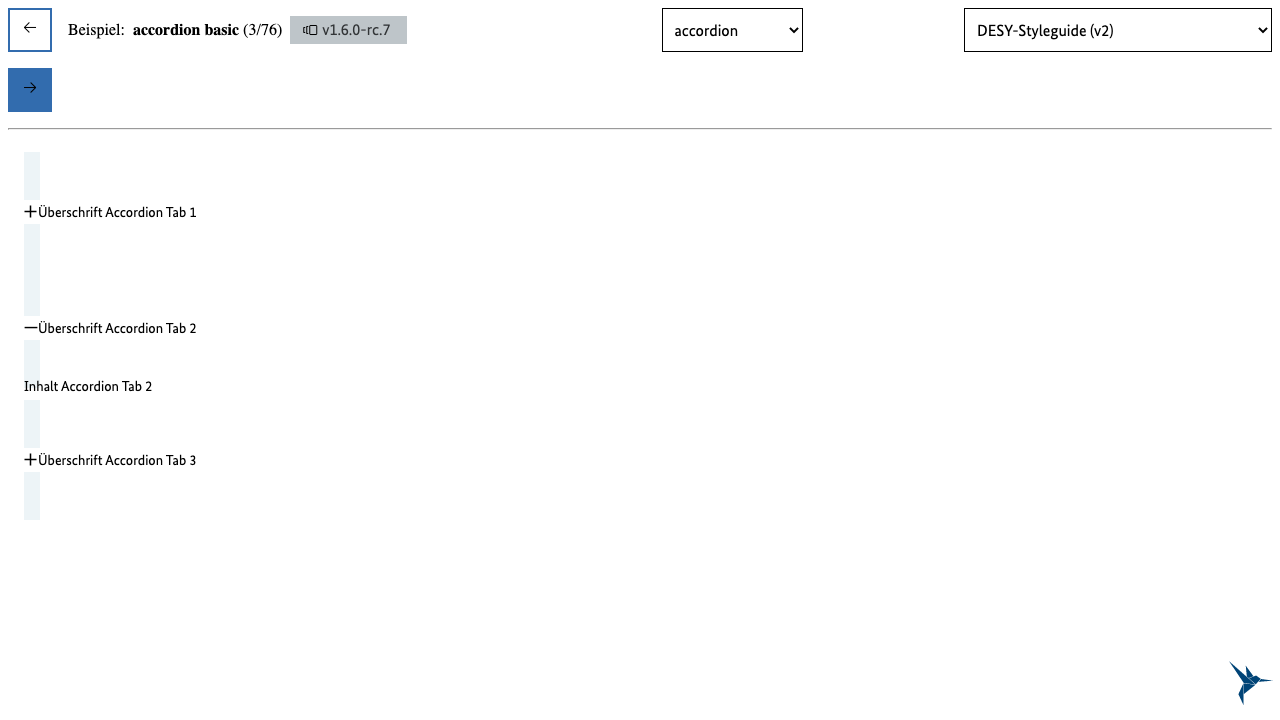 Beispiel: accordion basic (3/76) v1.6.0-rc.7 accordion DESY-Styleguide (v2)
Überschrift Accordion Tab 1
Überschrift Accordion Tab 2
Inhalt Accordion Tab 2
Überschrift Accordion Tab 3